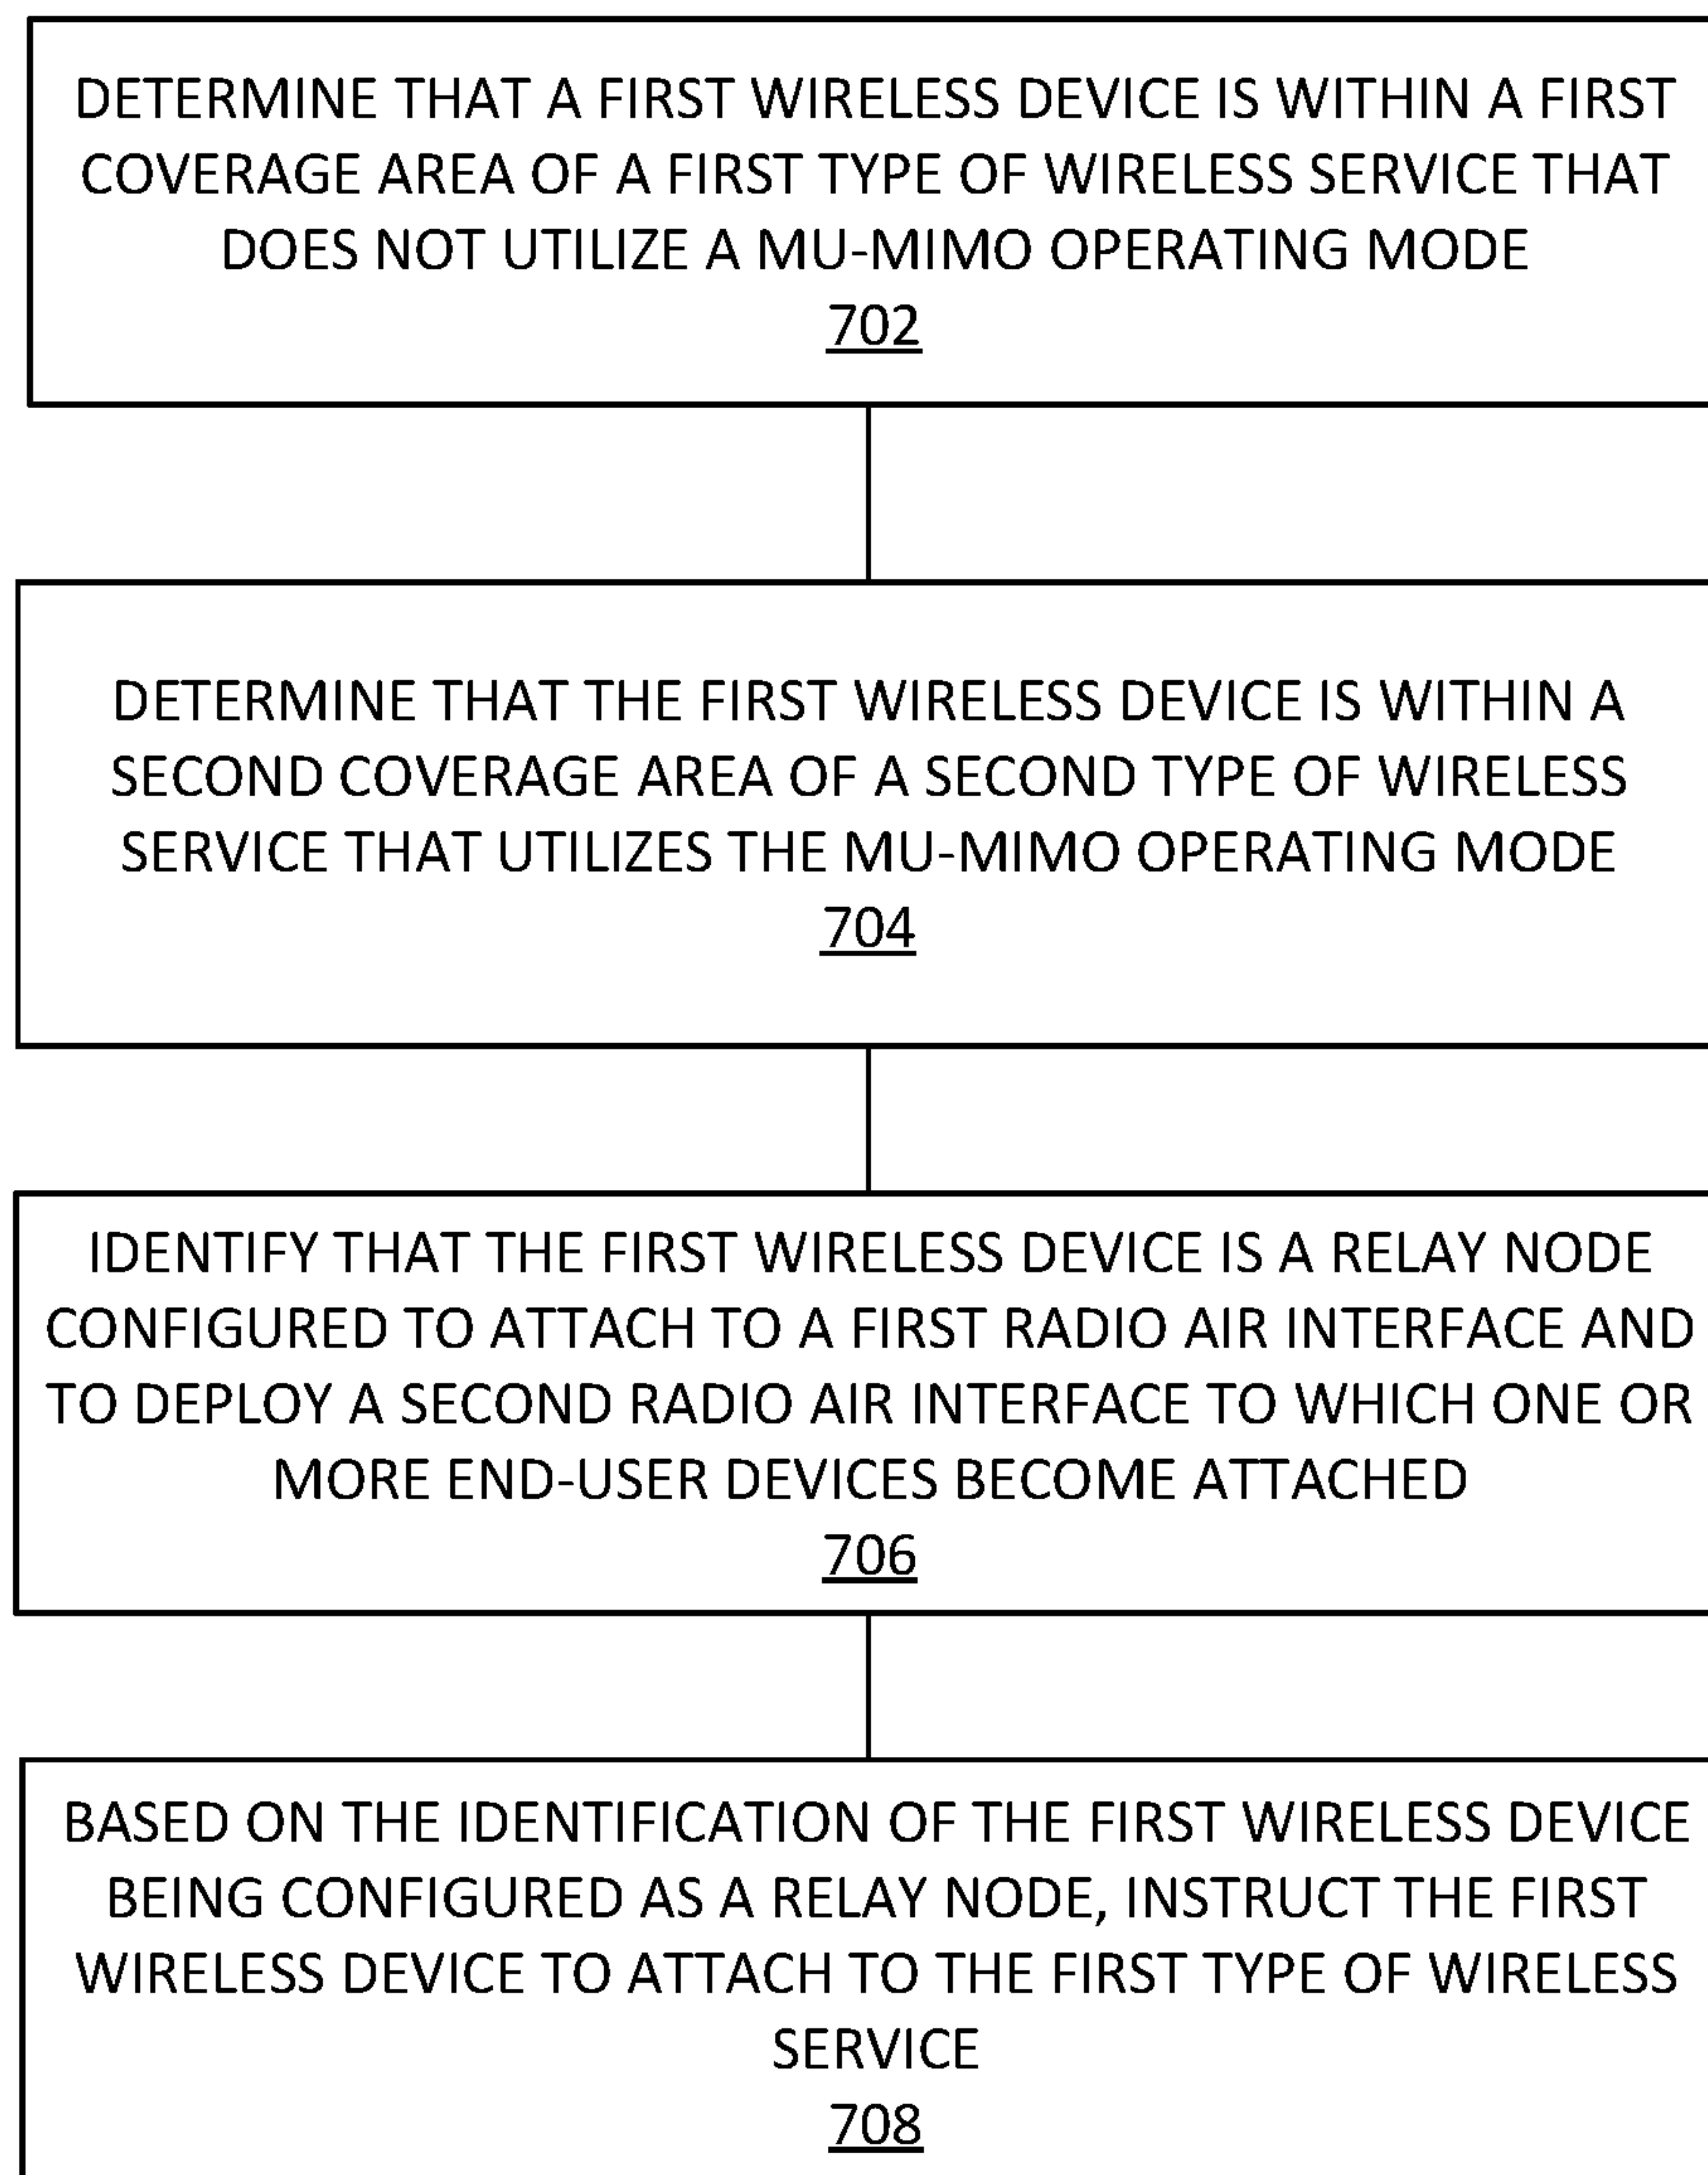 DETERMINE THAT A FIRST WIRELESS DEVICE IS WITHIN A FIRST
COVERAGE AREA OF A FIRST TYPE OF WIRELESS SERVICE THAT
DOES NOT UTILIZE A MU-MIMO OPERATING MODE
702
DETERMINE THAT THE FIRST WIRELESS DEVICE IS WITHIN A
SECOND COVERAGE AREA OF A SECOND TYPE OF WIRELESS
SERVICE THAT UTILIZES THE MU-MIMO OPERATING MODE
704
IDENTIFY THAT THE FIRST WIRELESS DEVICE IS A RELAY NODE
CONFIGURED TO ATTACH TO A FIRST RADIO AIR INTERFACE AND
TO DEPLOY A SECOND RADIO AIR INTERFACE TO WHICH ONE OR
MORE END-USER DEVICES BECOME ATTACHED
706
BASED ON THE IDENTIFICATION OF THE FIRST WIRELESS DEVICE
BEING CONFIGURED AS A RELAY NODE, INSTRUCT THE FIRST
WIRELESS DEVICE TO ATTACH TO THE FIRST TYPE OF WIRELESS
SERVICE
708